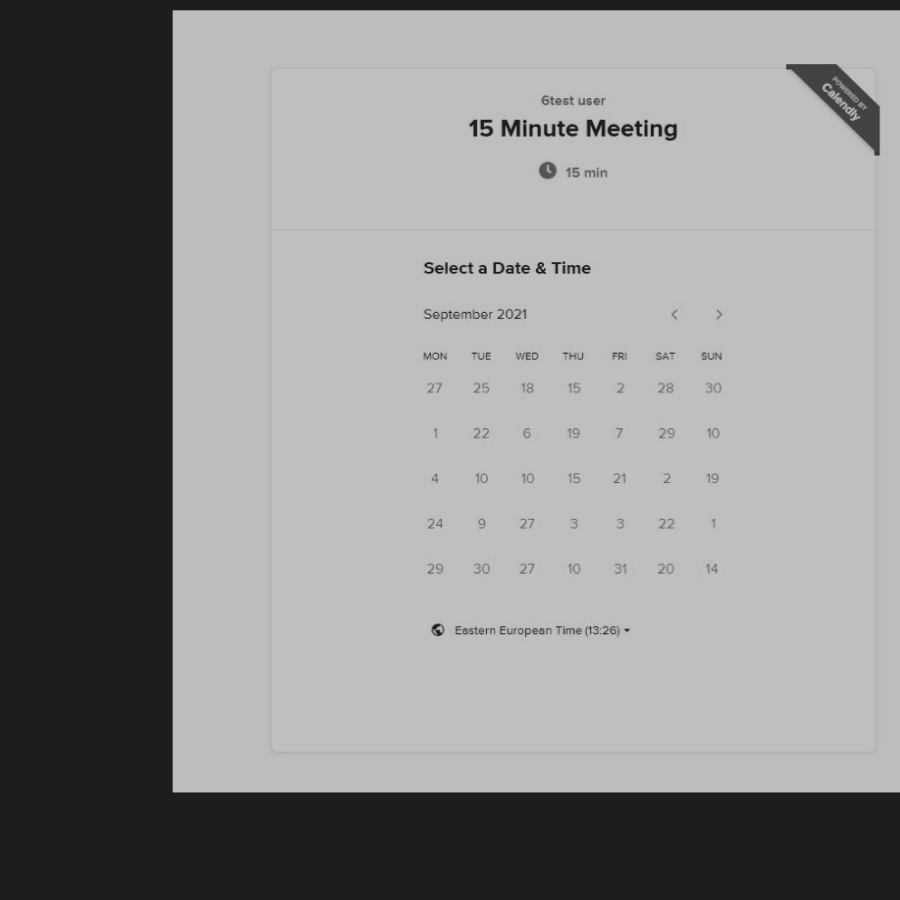 POWERED BY
Calendly
6test user
15 Minute Meeting
15 min
Select a Date & Time
September 2021
MON TUE WED THU FRI SAT SUN
27 25 18 15 2 28 30
1 22 6 19 7 29 10
4 10 10 15 21 2 19
24 9 27 3 3 22 1
29 30 27 10 31 20 14
Eastern European Time (13:26)